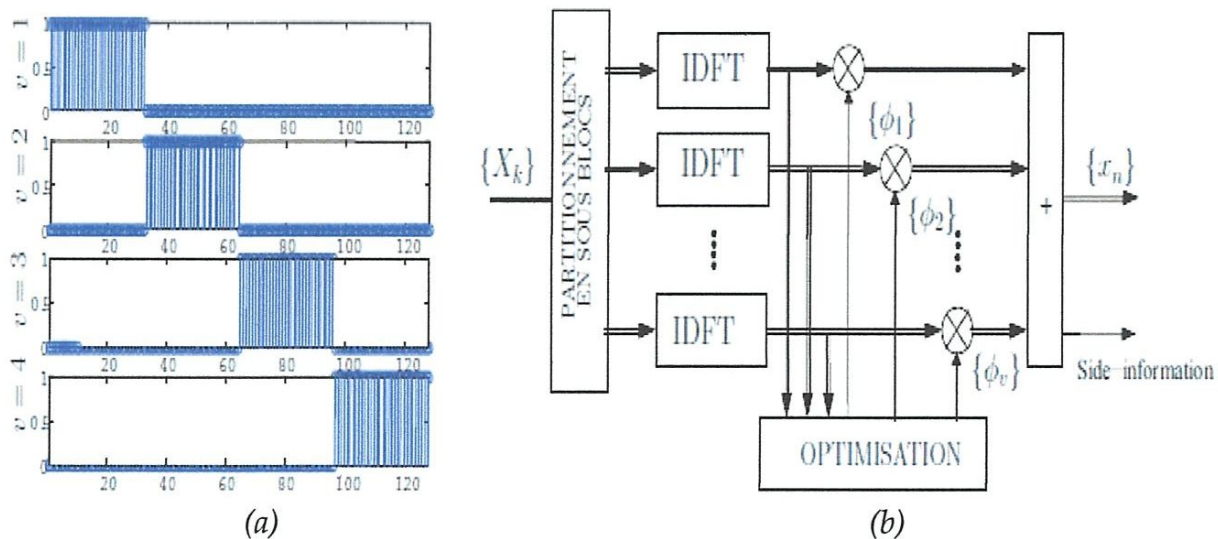 v = 1
1
0.5
0
20 40 60 80 100 120
v = 2
1
0.5
0
20 40 60 80 100 120
v = 3
1
0.5
0
20 40 60 80 100 120
v = 4
1
0.5
0
20 40 60 80 100 120
(a)
{X_k}
PARTITIONNEMENT
EN SOUS BLOCS
IDFT
IDFT
IDFT
{ϕ_1}
{ϕ_2}
{ϕ_v}
+
{x_n}
Side information
OPTIMISATION
(b)